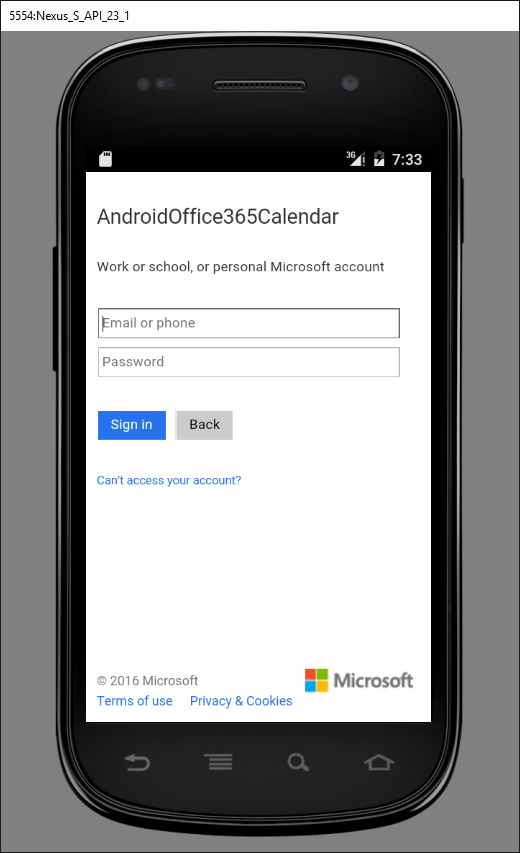 5554:Nexus_S_API_23_1
3G 7:33
AndroidOffice365Calendar
Work or school, or personal Microsoft account
Email or phone
Password
Sign in Back
Can't access your account?
© 2016 Microsoft
Microsoft
Terms of use Privacy & Cookies